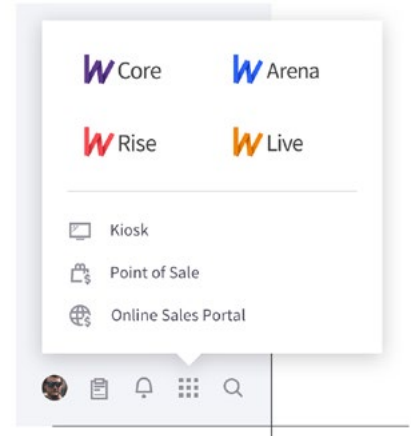 W Core
W Arena
W Rise
W Live
Kiosk
Point of Sale
Online Sales Portal